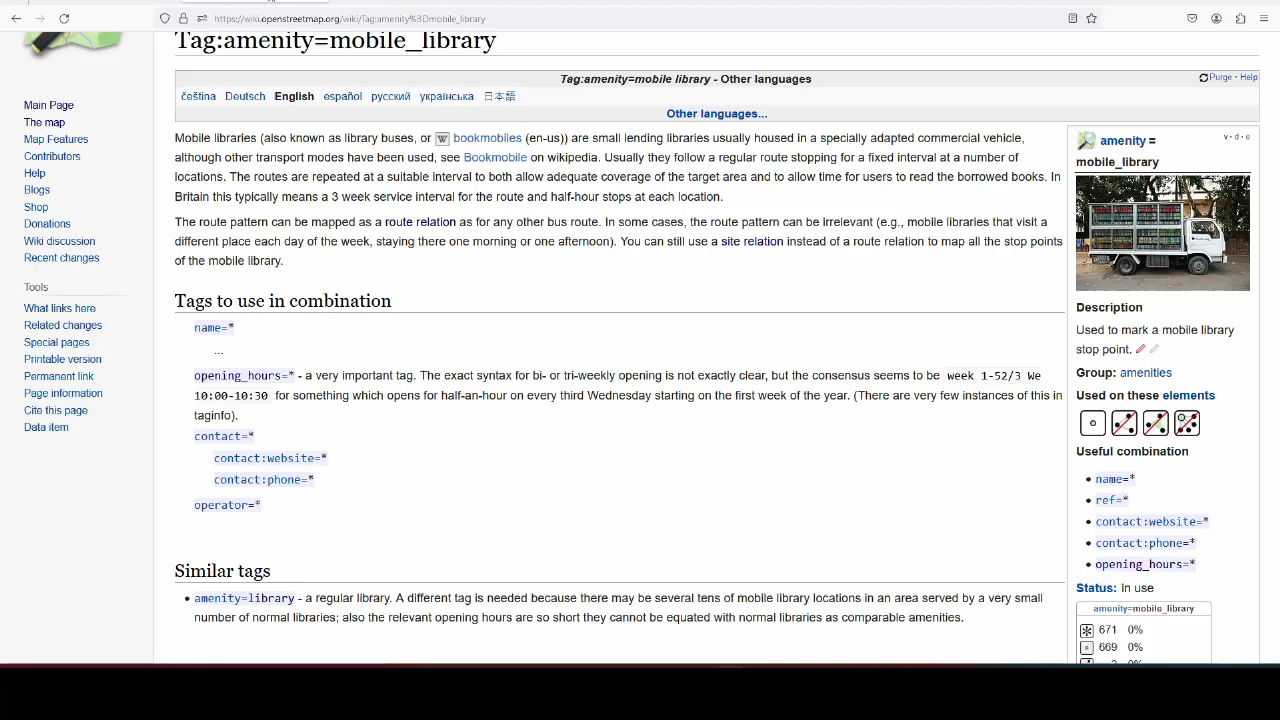 https://wiki.openstreetmap.org/wiki/Tag:amenity%3Dmobile_library
Tag:amenity=mobile_library
Tag:amenity=mobile library - Other languages
Purge · Help
čeština Deutsch English español русский українська 日本語
Other languages...
Main Page
The map
Map Features
Contributors
Help
Blogs
Shop
Donations
Wiki discussion
Recent changes
Tools
What links here
Related changes
Special pages
Printable version
Permanent link
Page information
Cite this page
Data item
Mobile libraries (also known as library buses, or W bookmobiles (en-us)) are small lending libraries usually housed in a specially adapted commercial vehicle,
although other transport modes have been used, see Bookmobile on wikipedia. Usually they follow a regular route stopping for a fixed interval at a number of
locations. The routes are repeated at a suitable interval to both allow adequate coverage of the target area and to allow time for users to read the borrowed books. In
Britain this typically means a 3 week service interval for the route and half-hour stops at each location.
The route pattern can be mapped as a route relation as for any other bus route. In some cases, the route pattern can be irrelevant (e.g., mobile libraries that visit a
different place each day of the week, staying there one morning or one afternoon). You can still use a site relation instead of a route relation to map all the stop points
of the mobile library.
Tags to use in combination
name=*
...
opening_hours=* - a very important tag. The exact syntax for bi- or tri-weekly opening is not exactly clear, but the consensus seems to be week 1-52/3 We
10:00-10:30 for something which opens for half-an-hour on every third Wednesday starting on the first week of the year. (There are very few instances of this in
taginfo).
contact=*
contact:website=*
contact:phone=*
operator=*
Similar tags
amenity=library - a regular library. A different tag is needed because there may be several tens of mobile library locations in an area served by a very small
number of normal libraries; also the relevant opening hours are so short they cannot be equated with normal libraries as comparable amenities.
amenity =
v · d · e
mobile_library
Description
Used to mark a mobile library
stop point.
Group: amenities
Used on these elements
Useful combination
name=*
ref=*
contact:website=*
contact:phone=*
opening_hours=*
Status: in use
amenity=mobile_library
671 0%
669 0%